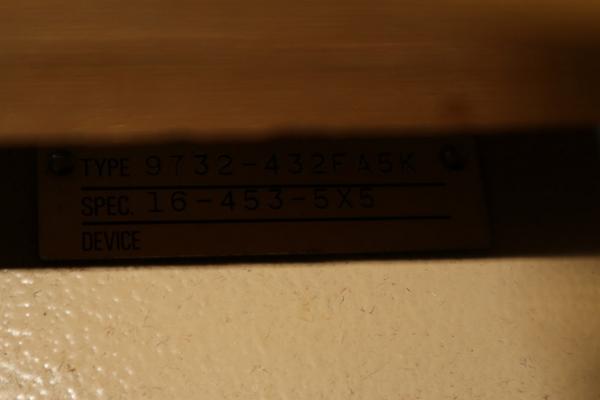 TYPE 9732-432FA5K
SPEC. 16-453-5X5
DEVICE